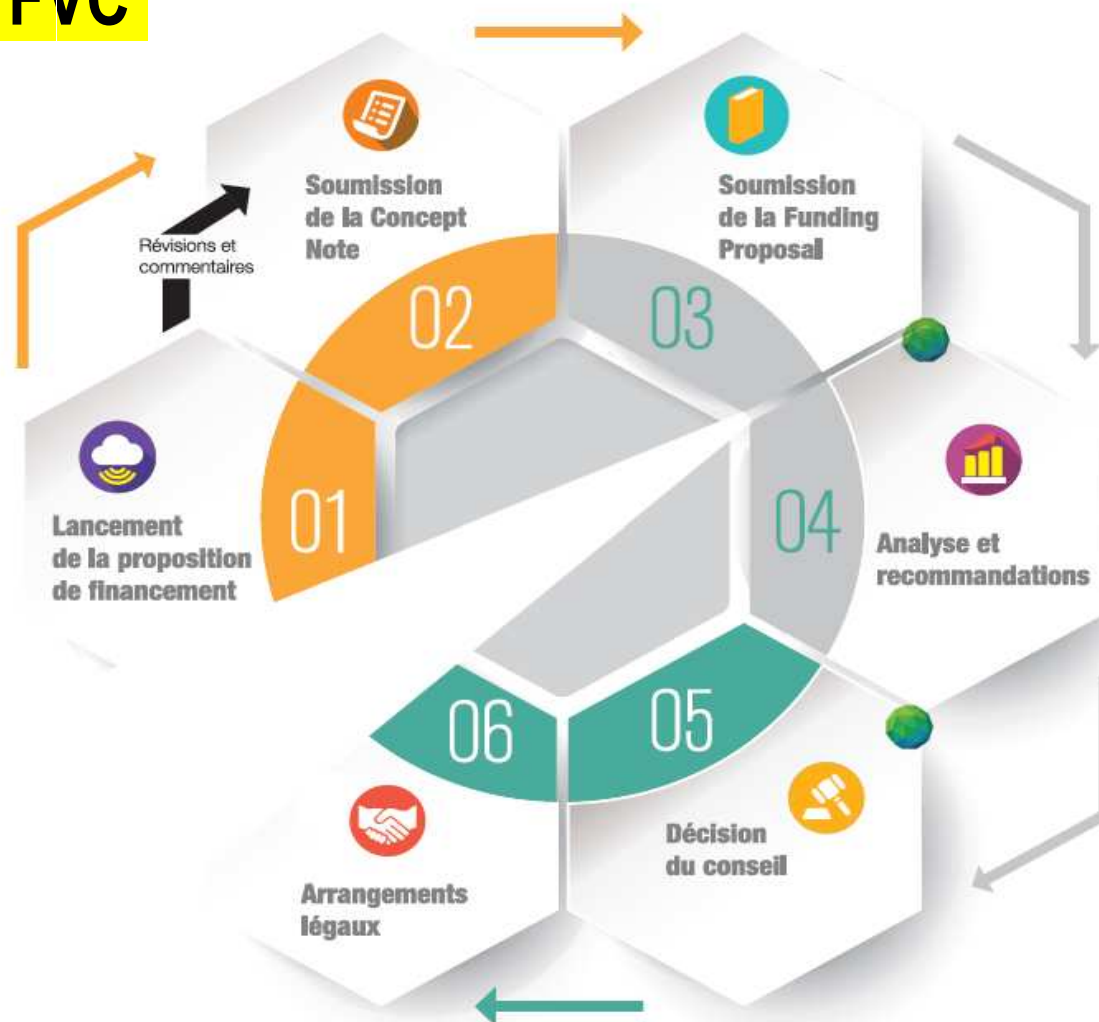 FVC
Soumission
de la Concept
Note
Soumission
de la Funding
Proposal
Révisions et
commentaires
02
03
01
04
Lancement
de la proposition
de financement
Analyse et
recommandations
06
05
Décision
du conseil
Arrangements
légaux